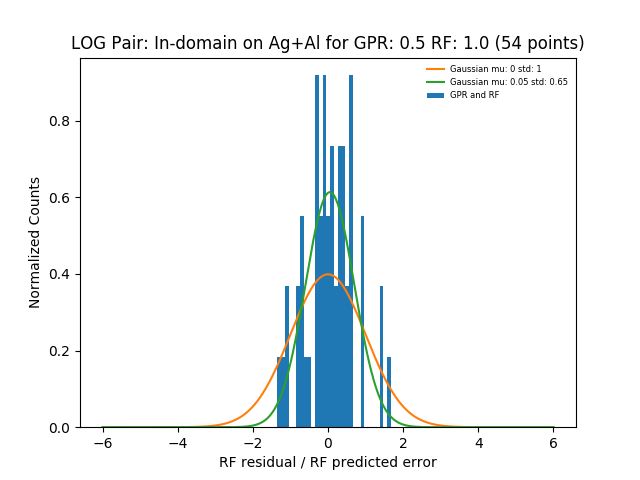 LOG Pair: In-domain on Ag+Al for GPR: 0.5 RF: 1.0 (54 points)
Gaussian mu: 0 std: 1
Gaussian mu: 0.05 std: 0.65
GPR and RF
Normalized Counts
0.8
0.6
0.4
0.2
0.0
−6
−4
−2
0
2
4
6
RF residual / RF predicted error